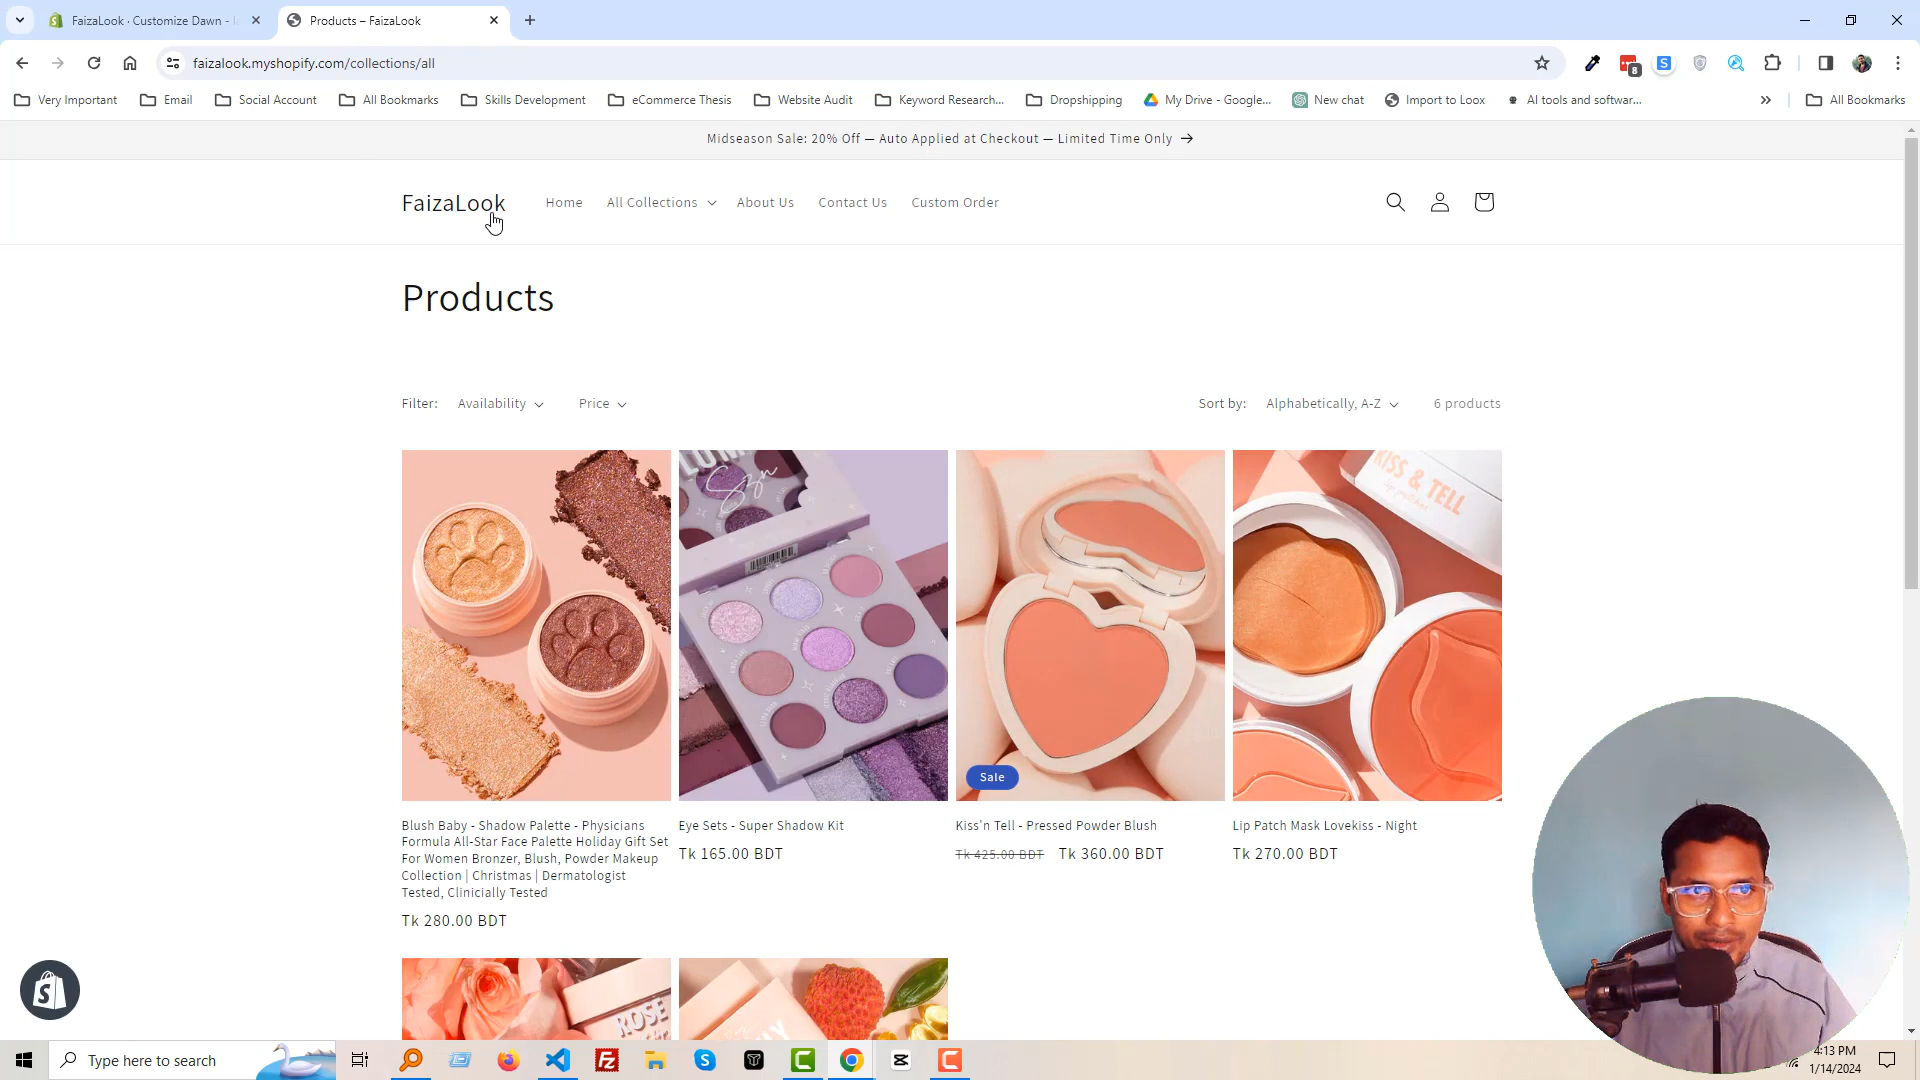 FaizaLook · Customize Dawn -
Products – FaizaLook
faizalook.myshopify.com/collections/all
8
S
Very Important
Email
Social Account
All Bookmarks
Skills Development
eCommerce Thesis
Website Audit
Keyword Research...
Dropshipping
My Drive - Google...
New chat
Import to Loox
AI tools and softwar...
All Bookmarks
Midseason Sale: 20% Off — Auto Applied at Checkout — Limited Time Only
FaizaLook
Home
All Collections
About Us
Contact Us
Custom Order
Products
Filter:
Availability
Price
Sort by:
Alphabetically, A-Z
6 products
KISS & TELL
Sale
Blush Baby - Shadow Palette - Physicians
Formula All-Star Face Palette Holiday Gift Set
For Women Bronzer, Blush, Powder Makeup
Collection | Christmas | Dermatologist
Tested, Clinicially Tested
Tk 280.00 BDT
Eye Sets - Super Shadow Kit
Tk 165.00 BDT
Kiss'n Tell - Pressed Powder Blush
Tk 425.00 BDT Tk 360.00 BDT
Lip Patch Mask Lovekiss - Night
Tk 270.00 BDT
ROSE
Type here to search
4:13 PM
1/14/2024